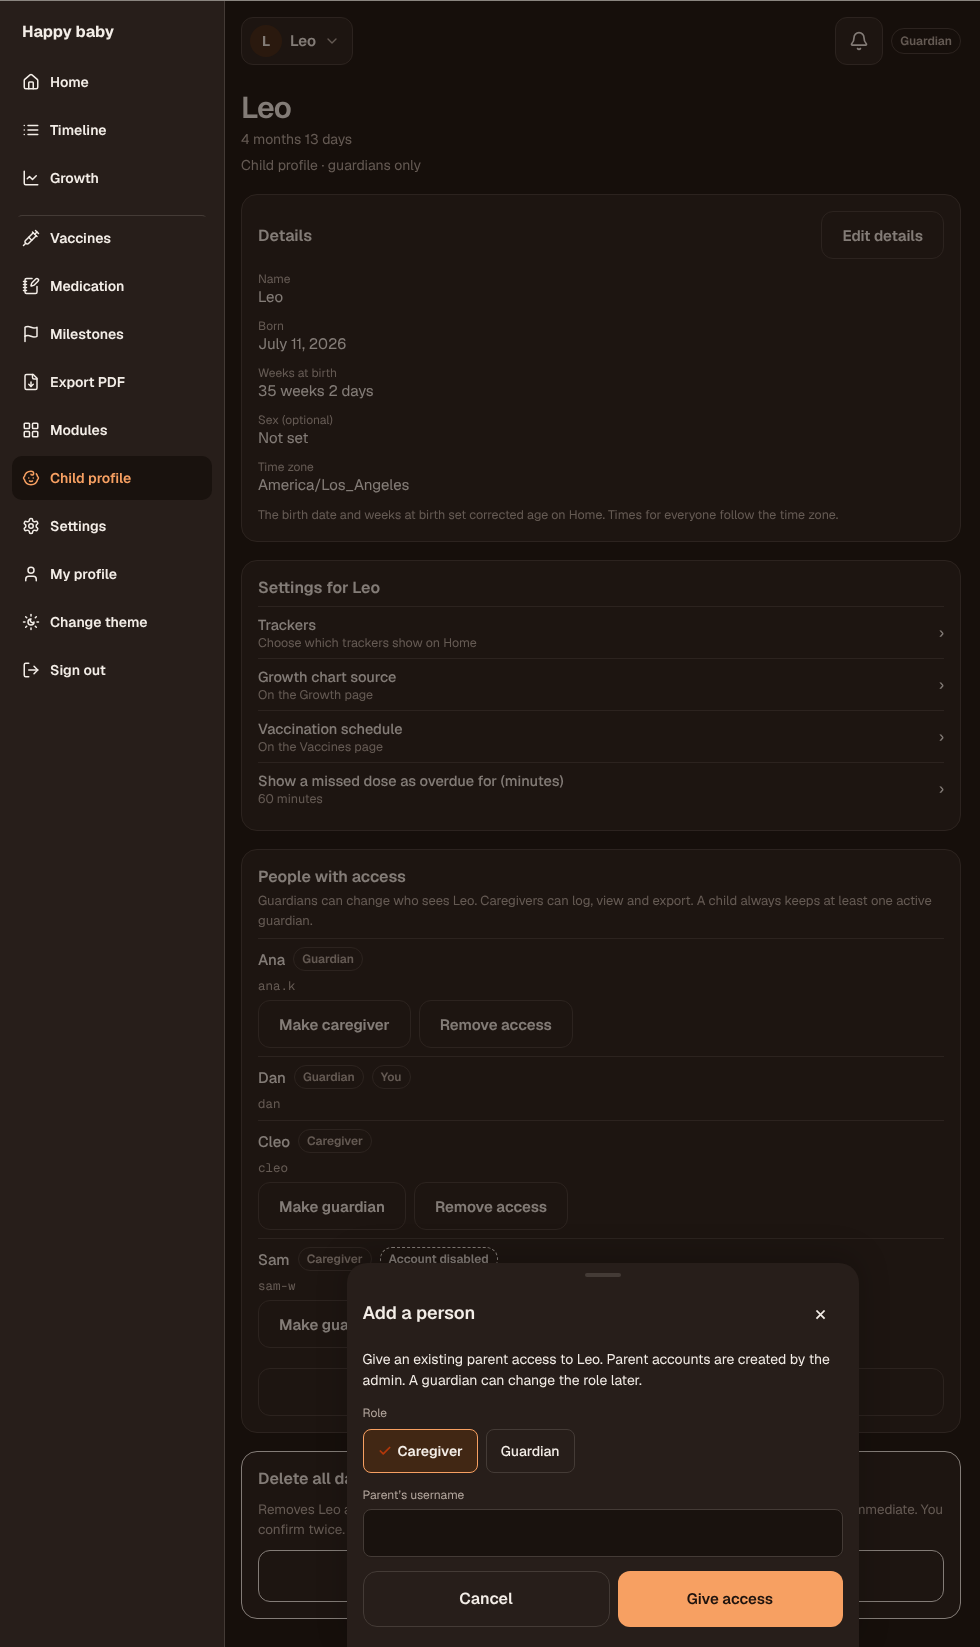 Happy baby
Home
Timeline
Growth
Vaccines
Medication
Milestones
Export PDF
Modules
Child profile
Settings
My profile
Change theme
Sign out
L Leo
Guardian
Leo
4 months 13 days
Child profile · guardians only
Details
Edit details
Name
Leo
Born
July 11, 2026
Weeks at birth
35 weeks 2 days
Sex (optional)
Not set
Time zone
America/Los_Angeles
The birth date and weeks at birth set corrected age on Home. Times for everyone follow the time zone.
Settings for Leo
Trackers
Choose which trackers show on Home
Growth chart source
On the Growth page
Vaccination schedule
On the Vaccines page
Show a missed dose as overdue for (minutes)
60 minutes
People with access
Guardians can change who sees Leo. Caregivers can log, view and export. A child always keeps at least one active
guardian.
Ana Guardian
ana.k
Make caregiver Remove access
Dan Guardian You
dan
Cleo Caregiver
cleo
Make guardian Remove access
Sam Caregiver Account disabled
sam-w
Make gua
Delete all da
Removes Leo a
mmediate. You
confirm twice.
Add a person
Give an existing parent access to Leo. Parent accounts are created by the
admin. A guardian can change the role later.
Role
Caregiver Guardian
Parent's username
Cancel Give access